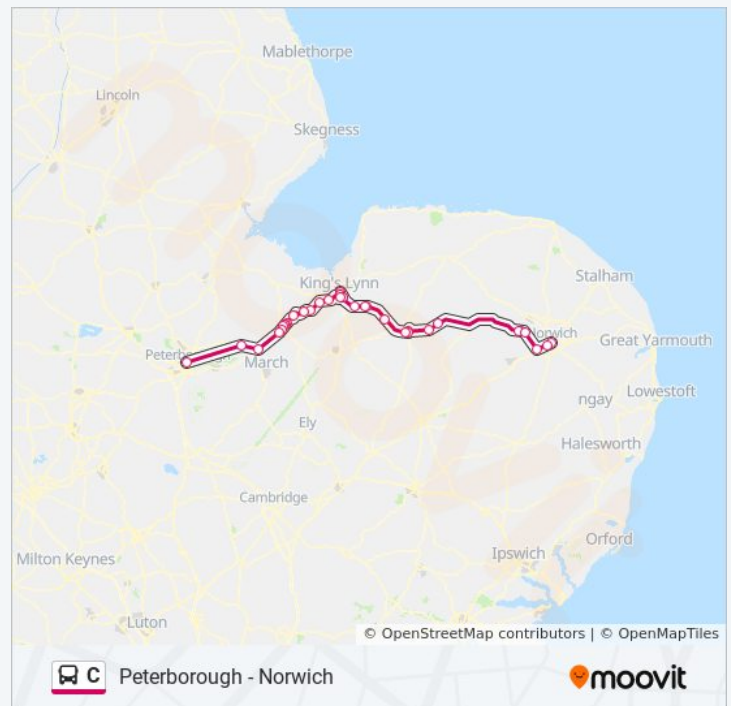 Mablethorpe
Lincoln
Skegness
King's Lynn
Stalham
Norwich
Great Yarmouth
March
Lowestoft
ngay
Ely
Halesworth
Cambridge
Orford
Ipswich
Milton Keynes
Luton
© OpenStreetMap contributors | © OpenMapTiles
C Peterborough - Norwich
moovit